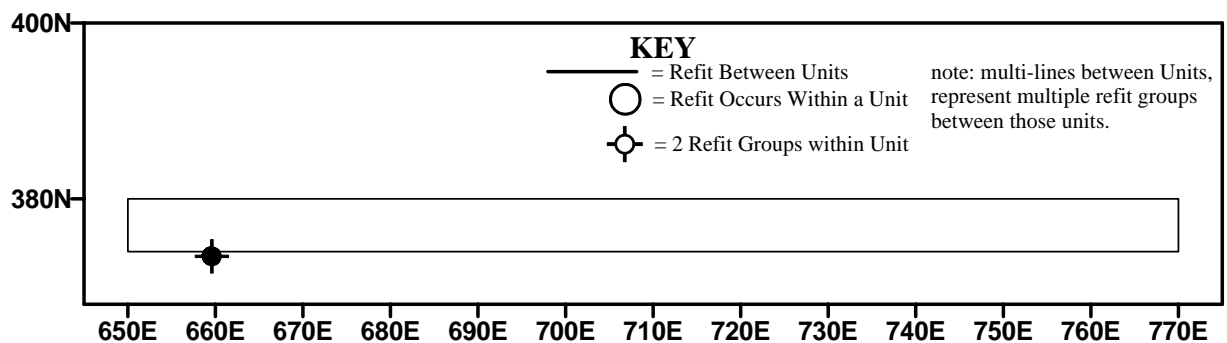 400N
KEY
= Refit Between Units
= Refit Occurs Within a Unit
= 2 Refit Groups within Unit
note: multi-lines between Units,
represent multiple refit groups
between those units.
380N
650E 660E 670E 680E 690E 700E 710E 720E 730E 740E 750E 760E 770E